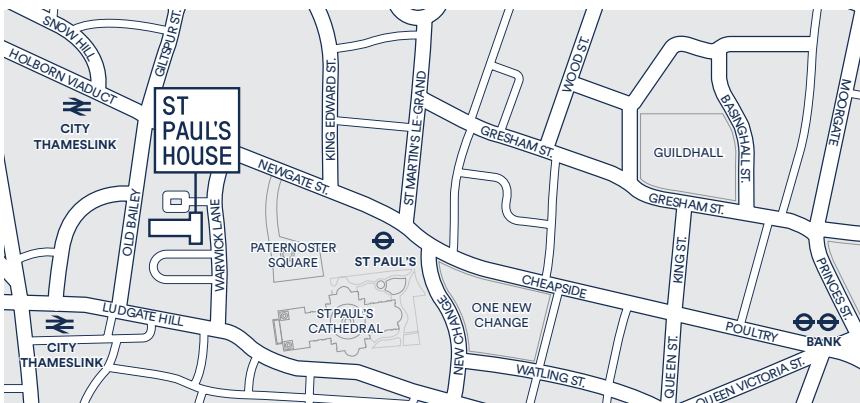 SNOW HILL
GILTSPUR ST.
HOLBORN VIADUCT
CITY
THAMESLINK
ST
PAUL'S
HOUSE
KING EDWARD ST.
ST MARTIN'S LE-GRAND
WOOD ST.
MOORGATE
BASINGHALL ST.
GRESHAM ST.
GUILDHALL
NEWGATE ST.
GRESHAM ST.
OLD BAILEY
WARWICK LANE
PATERNOSTER
SQUARE
ST PAUL'S
KING ST.
PRINCES ST.
CHEAPSIDE
LUDGATE HILL
ST PAUL'S
CATHEDRAL
NEW CHANGE
ONE NEW
CHANGE
CITY
THAMESLINK
POULTRY
BANK
WATLING ST.
QUEEN ST.
QUEEN VICTORIA ST.